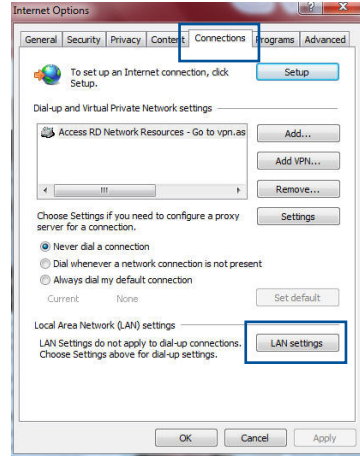 Internet Options
General Security Privacy Content Connections Programs Advanced
To set up an Internet connection, click
Setup.
Setup
Dial-up and Virtual Private Network settings
Access RD Network Resources - Go to vpn.as
Add...
Add VPN...
Remove...
Choose Settings if you need to configure a proxy
server for a connection.
Settings
Never dial a connection
Dial whenever a network connection is not present
Always dial my default connection
Current None
Set default
Local Area Network (LAN) settings
LAN Settings do not apply to dial-up connections.
Choose Settings above for dial-up settings.
LAN settings
OK Cancel Apply